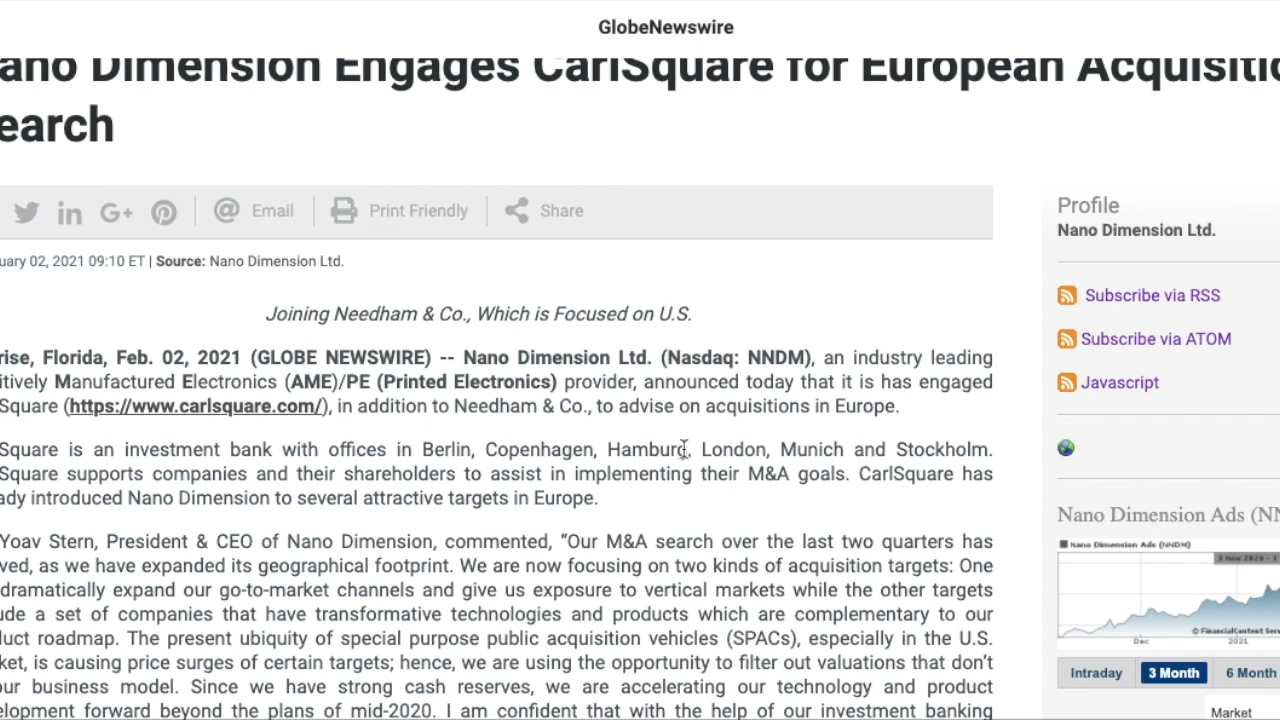 GlobeNewswire
ano Dimension Engages CarlSquare for European Acquisitio
earch
Email Print Friendly Share
uary 02, 2021 09:10 ET | Source: Nano Dimension Ltd.
Joining Needham & Co., Which is Focused on U.S.
rise, Florida, Feb. 02, 2021 (GLOBE NEWSWIRE) -- Nano Dimension Ltd. (Nasdaq: NNDM), an industry leading
itively Manufactured Electronics (AME)/PE (Printed Electronics) provider, announced today that it is has engaged
Square (https://www.carlsquare.com/), in addition to Needham & Co., to advise on acquisitions in Europe.
Square is an investment bank with offices in Berlin, Copenhagen, Hamburg, London, Munich and Stockholm.
Square supports companies and their shareholders to assist in implementing their M&A goals. CarlSquare has
ady introduced Nano Dimension to several attractive targets in Europe.
Yoav Stern, President & CEO of Nano Dimension, commented, “Our M&A search over the last two quarters has
ved, as we have expanded its geographical footprint. We are now focusing on two kinds of acquisition targets: One
dramatically expand our go-to-market channels and give us exposure to vertical markets while the other targets
ude a set of companies that have transformative technologies and products which are complementary to our
duct roadmap. The present ubiquity of special purpose public acquisition vehicles (SPACs), especially in the U.S.
ket, is causing price surges of certain targets; hence, we are using the opportunity to filter out valuations that don’t
our business model. Since we have strong cash reserves, we are accelerating our technology and product
elopment forward beyond the plans of mid-2020. I am confident that with the help of our investment banking
Profile
Nano Dimension Ltd.
Subscribe via RSS
Subscribe via ATOM
Javascript
Nano Dimension Ads (NN
Nano Dimension Ads (NNDM)
3 Nov 2020 - 1
© FinancialContent Serv
Dec 2021
Intraday 3 Month 6 Month
Market